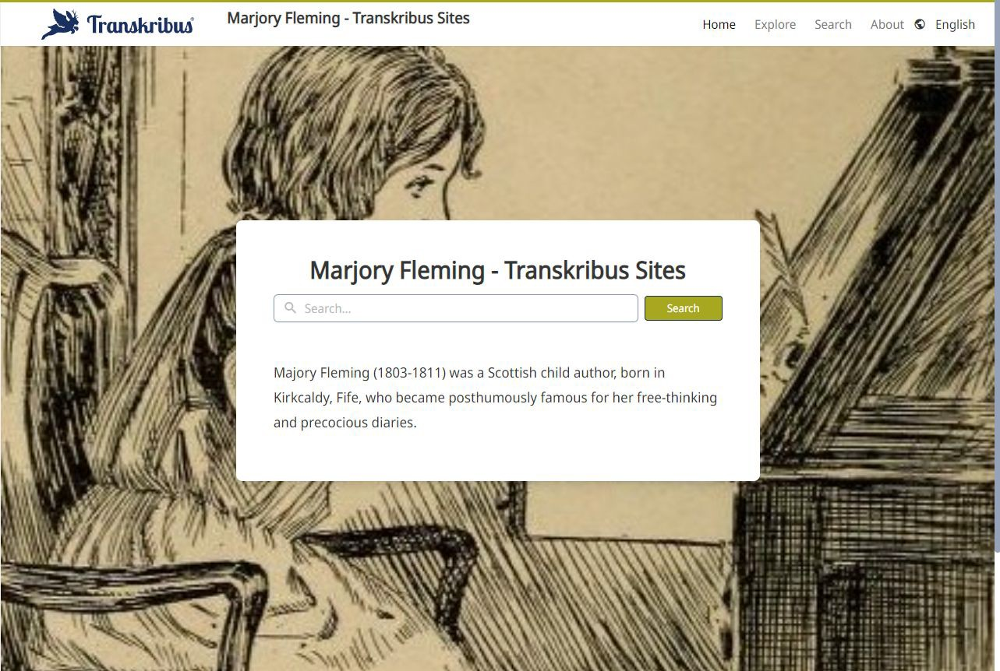 Transkribus®
Marjory Fleming - Transkribus Sites
Home Explore Search About English
Marjory Fleming - Transkribus Sites
Search... Search
Majory Fleming (1803-1811) was a Scottish child author, born in
Kirkcaldy, Fife, who became posthumously famous for her free-thinking
and precocious diaries.